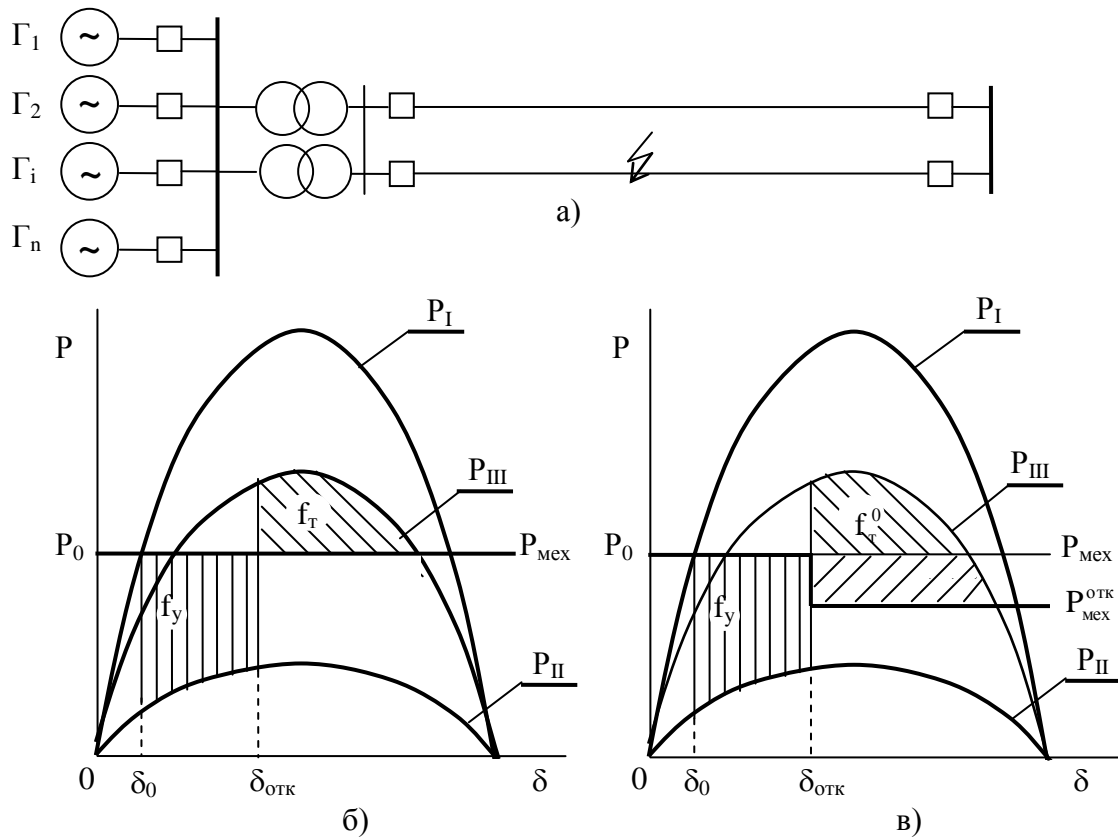 Г1
~
Г2
~
Гi
~
Гn
~
а)
P
PI
PIII
fт
P0
Pмех
fу
PII
0
δ0
δотк
δ
б)
P
PI
PIII
fт0
P0
Pмех
fу
Pмехотк
PII
0
δ0
δотк
δ
в)